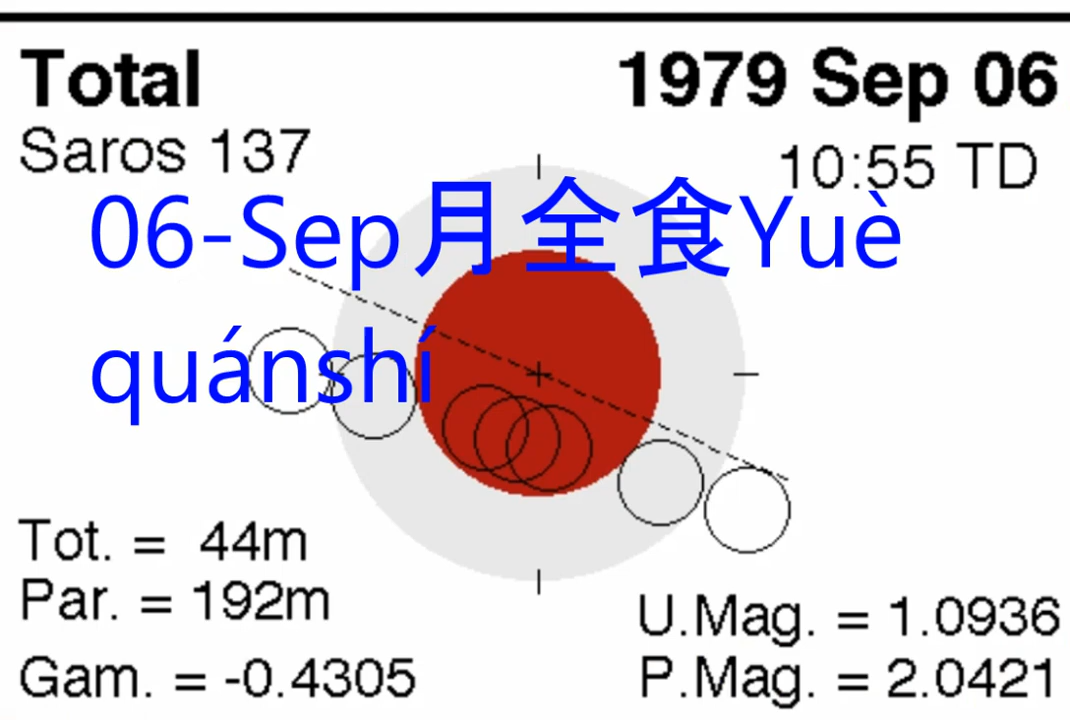 Total
1979 Sep 06
Saros 137
10:55 TD
06-Sep月全食Yuè
quánshí
Tot. = 44m
Par. = 192m
Gam. = -0.4305
U.Mag. = 1.0936
P.Mag. = 2.0421